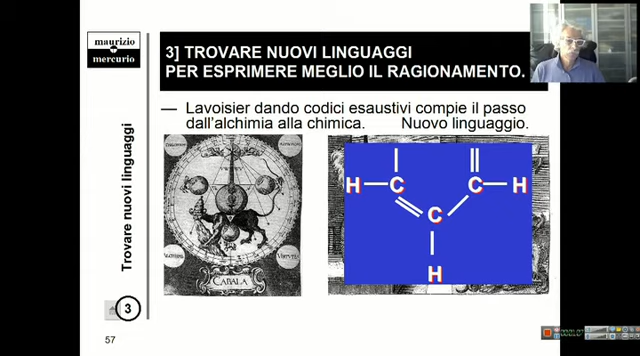 maurizio
mercurio
3] TROVARE NUOVI LINGUAGGI
PER ESPRIMERE MEGLIO IL RAGIONAMENTO.
— Lavoisier dando codici esaustivi compie il passo
dall'alchimia alla chimica. Nuovo linguaggio.
Trovare nuovi linguaggi
CABALA
H C C H
C
H
3
57